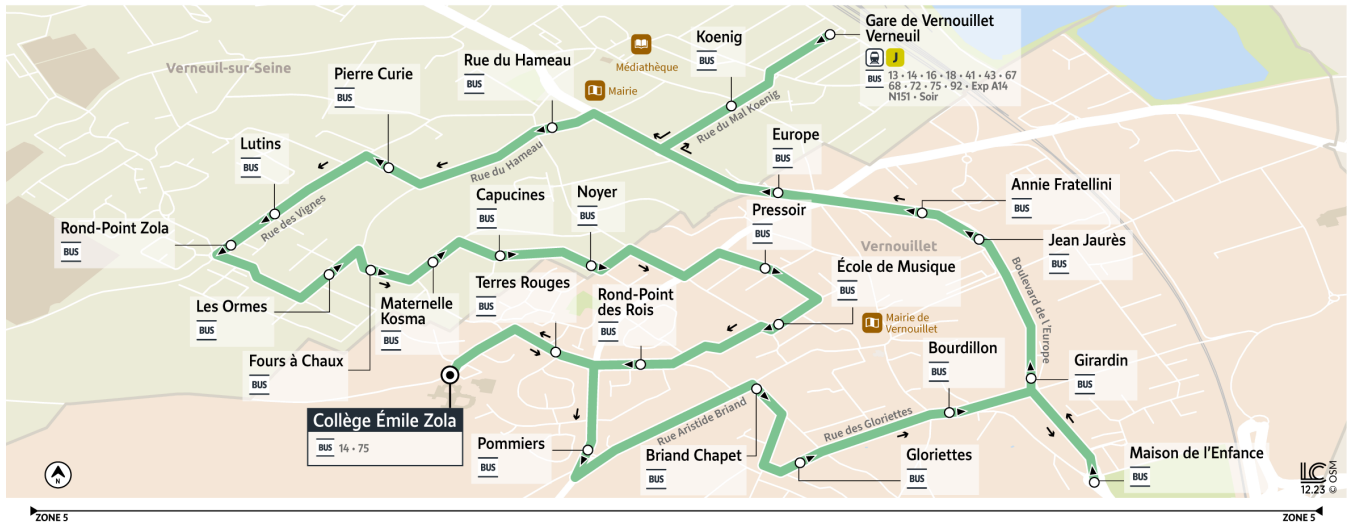 Gare de Vernouillet
Verneuil
J
BUS 13 • 14 • 16 • 18 • 41 • 43 • 67
68 • 72 • 75 • 92 • Exp A14
N151 • Soir
Koenig
BUS
Médiathèque
Mairie
Rue du Hameau
BUS
Verneuil-sur-Seine
Pierre Curie
BUS
Rue du Mal Koenig
Europe
BUS
Lutins
BUS
Rue du Hameau
Annie Fratellini
BUS
Capucines
BUS
Noyer
BUS
Pressoir
BUS
Rue des Vignes
Rond-Point Zola
BUS
Vernouillet
Jean Jaurès
BUS
École de Musique
BUS
Boulevard de l'Europe
Terres Rouges
BUS
Rond-Point
des Rois
BUS
Les Ormes
BUS
Maternelle
Kosma
BUS
Mairie de
Vernouillet
Fours à Chaux
BUS
Bourdillon
BUS
Girardin
BUS
Collège Émile Zola
BUS 14 • 75
Rue Aristide Briand
Rue des Gloriettes
Pommiers
BUS
Briand Chapet
BUS
Gloriettes
BUS
Maison de l'Enfance
BUS
N
LC
12.23
© OSM
ZONE 5
ZONE 5